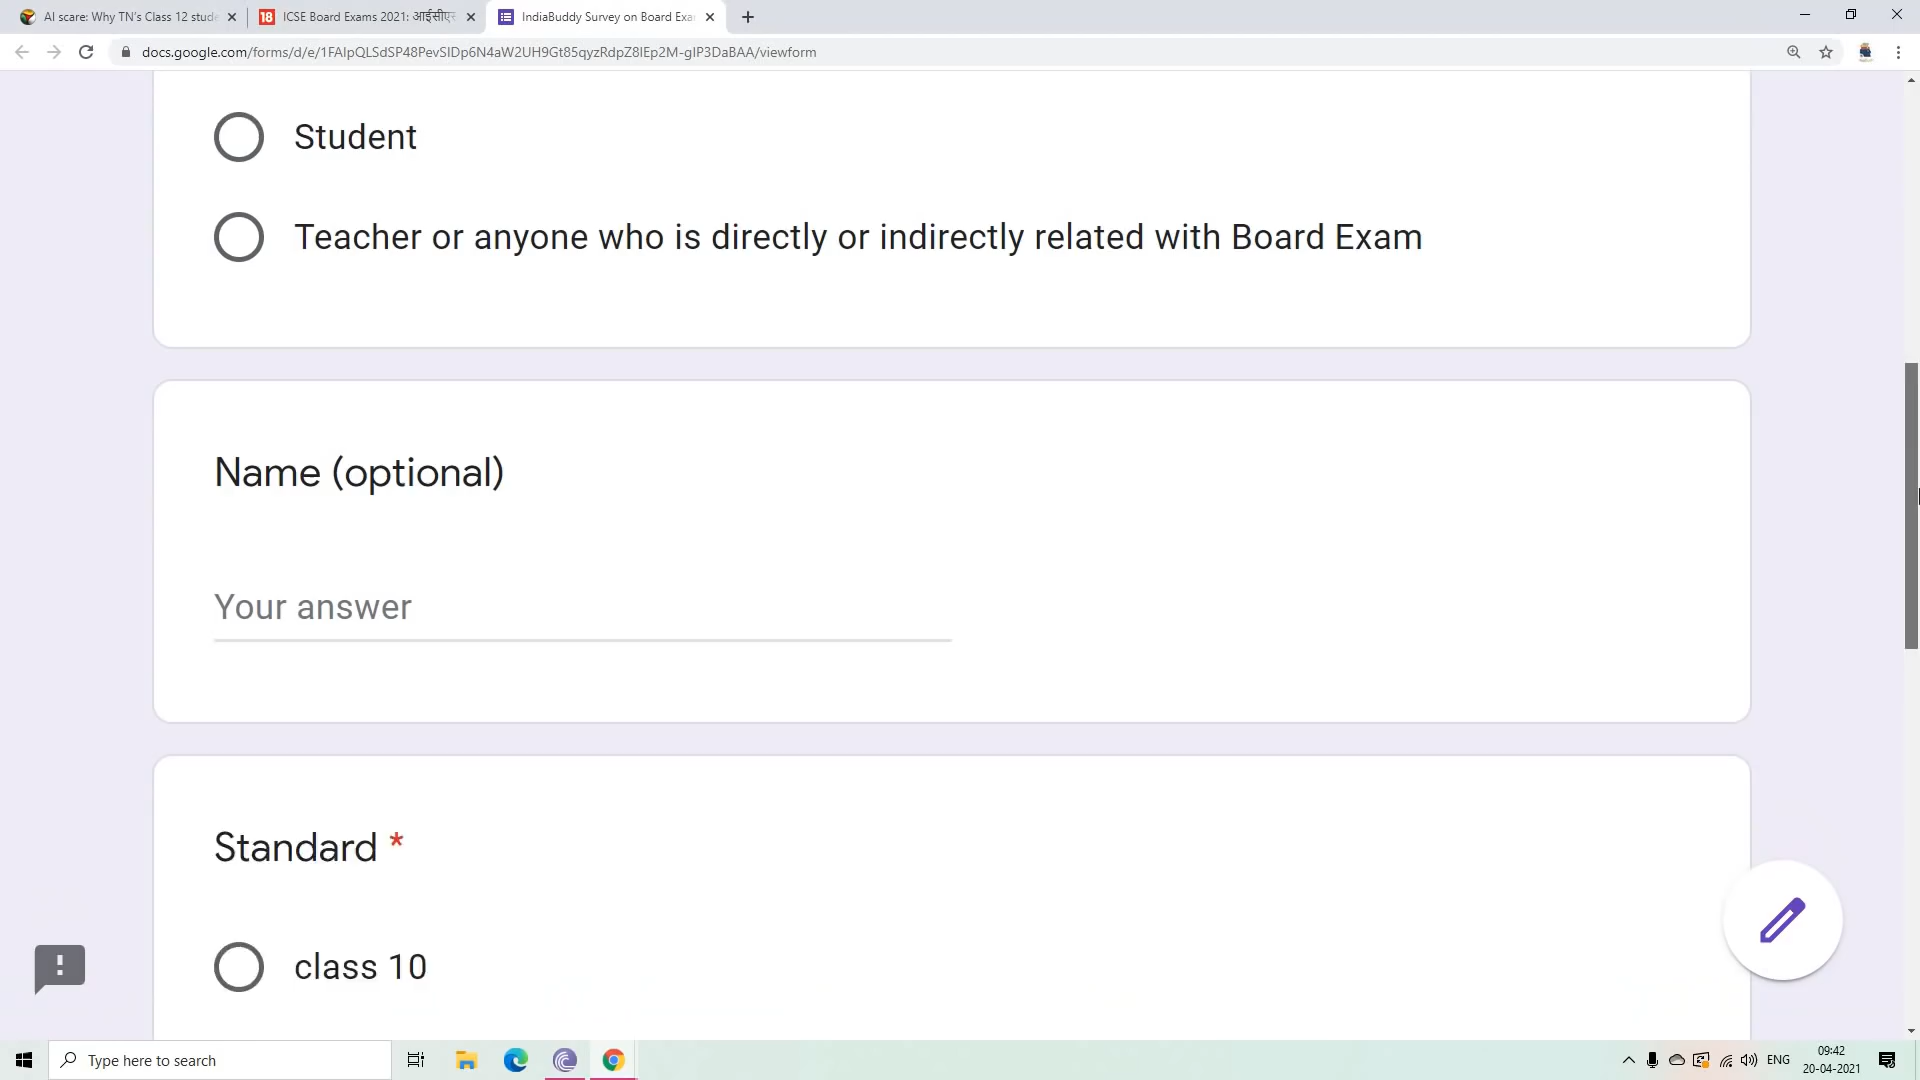 AI scare: Why TN's Class 12 stude
ICSE Board Exams 2021: आईसीएस
IndiaBuddy Survey on Board Exa
docs.google.com/forms/d/e/1FAIpQLSdSP48PevSIDp6N4aW2UH9Gt85qyzRdpZ8IEp2M-gIP3DaBAA/viewform
Student
Teacher or anyone who is directly or indirectly related with Board Exam
Name (optional)
Your answer
Standard *
class 10
Type here to search
ENG
09:42
20-04-2021